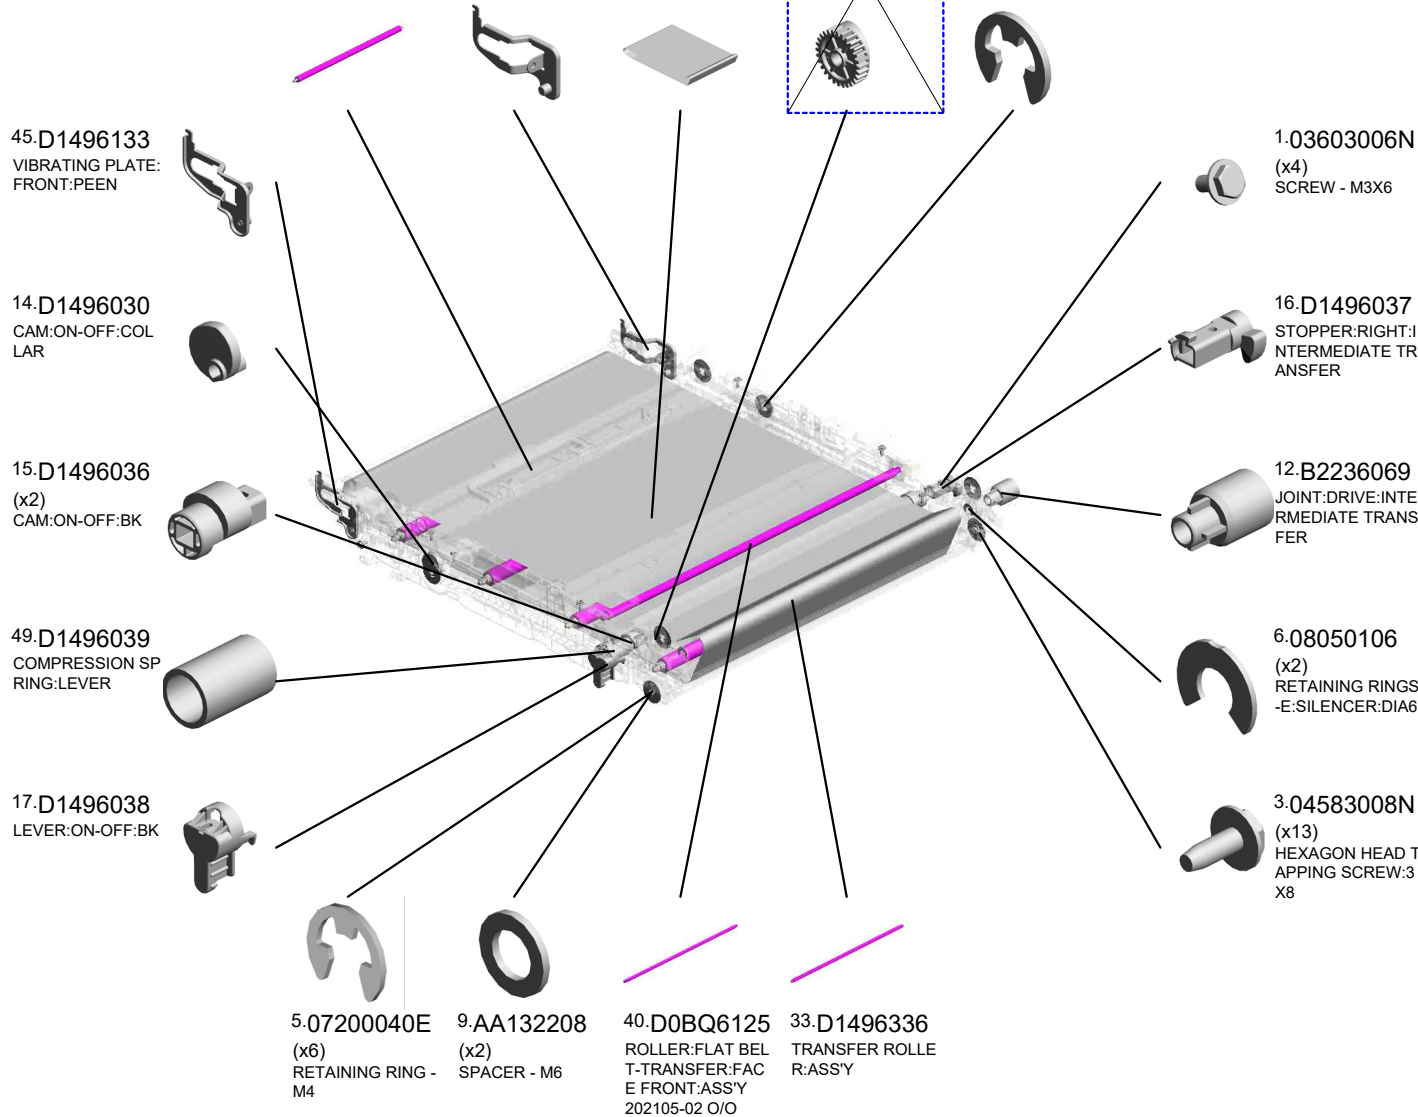 45.D1496133
VIBRATING PLATE:
FRONT:PEEN
14.D1496030
CAM:ON-OFF:COL
LAR
15.D1496036
(x2)
CAM:ON-OFF:BK
49.D1496039
COMPRESSION SP
RING:LEVER
17.D1496038
LEVER:ON-OFF:BK
1.03603006N
(x4)
SCREW - M3X6
16.D1496037
STOPPER:RIGHT:I
NTERMEDIATE TR
ANSFER
12.B2236069
JOINT:DRIVE:INTE
RMEDIATE TRANS
FER
6.08050106
(x2)
RETAINING RINGS
-E:SILENCER:DIA6
3.04583008N
(x13)
HEXAGON HEAD T
APPING SCREW:3
X8
5.07200040E
(x6)
RETAINING RING -
M4
9.AA132208
(x2)
SPACER - M6
40.D0BQ6125
ROLLER:FLAT BEL
T-TRANSFER:FAC
E FRONT:ASS'Y
202105-02 O/O
33.D1496336
TRANSFER ROLLE
R:ASS'Y